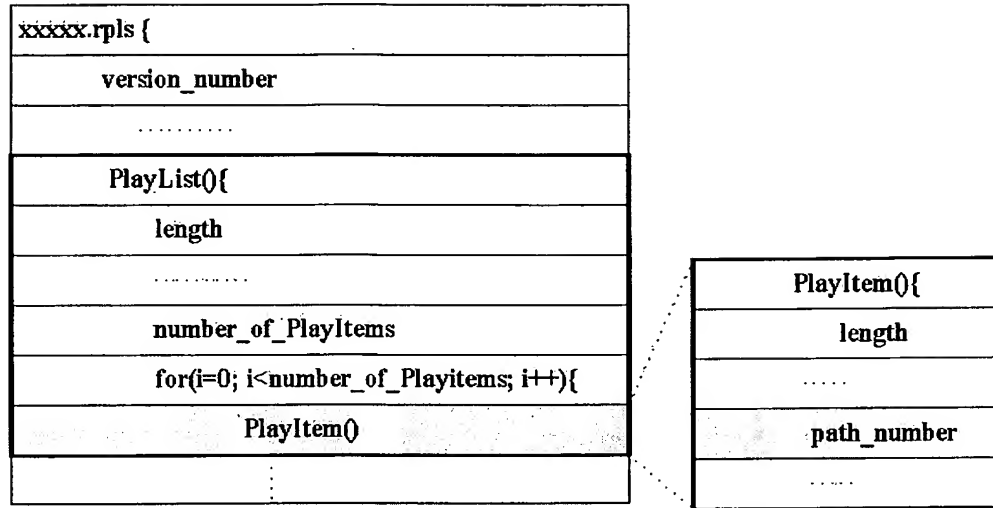 xxxxx.rpls {
version_number
..........
PlayList(){
length
...........
number_of_PlayItems
for(i=0; i<number_of_Playitems; i++){
PlayItem()
PlayItem(){
length
.....
path_number
.....